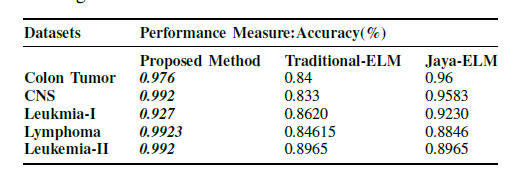 Datasets Performance Measure:Accuracy(%)
Proposed Method Traditional-ELM Jaya-ELM
Colon Tumor 0.976 0.84 0.96
CNS 0.992 0.833 0.9583
Leukmia-I 0.927 0.8620 0.9230
Lymphoma 0.9923 0.84615 0.8846
Leukemia-II 0.992 0.8965 0.8965